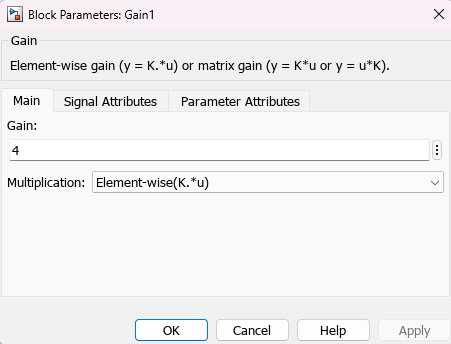 Block Parameters: Gain1
Gain
Element-wise gain (y = K.*u) or matrix gain (y = K*u or y = u*K).
Main Signal Attributes Parameter Attributes
Gain:
4
Multiplication: Element-wise(K.*u)
OK Cancel Help Apply